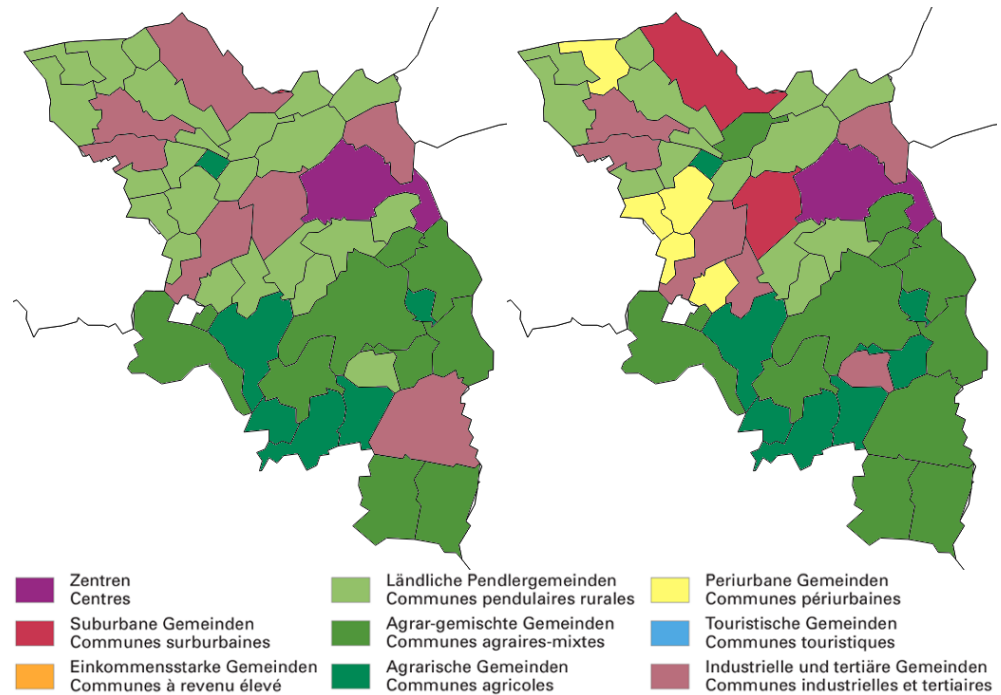 Zentren
Centres
Suburbane Gemeinden
Communes surburbaines
Einkommensstarke Gemeinden
Communes à revenu élevé
Ländliche Pendlergemeinden
Communes pendulaires rurales
Agrar-gemischte Gemeinden
Communes agraires-mixtes
Agrarische Gemeinden
Communes agricoles
Periurbane Gemeinden
Communes périurbaines
Touristische Gemeinden
Communes touristiques
Industrielle und tertiäre Gemeinden
Communes industrielles et tertiaires